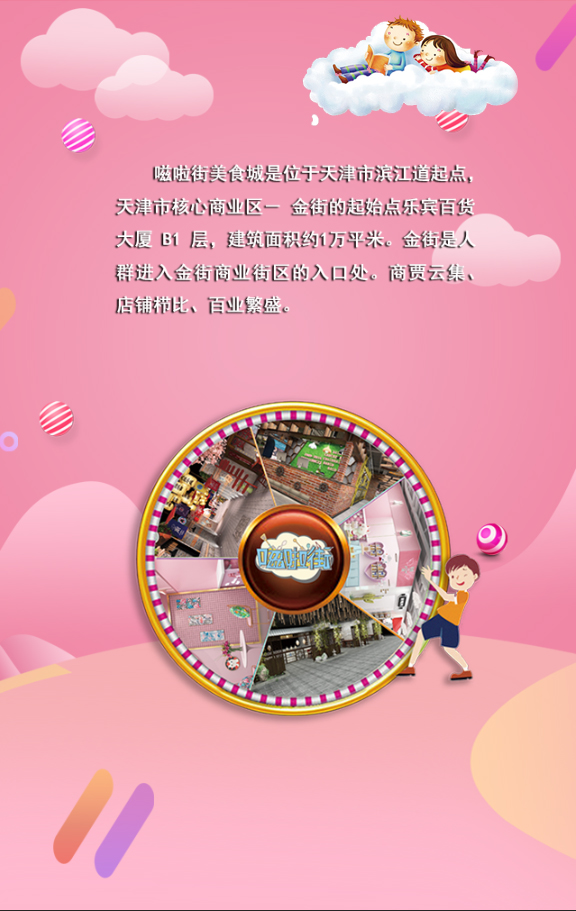 嗞啦街美食城是位于天津市滨江道起点，
天津市核心商业区一 金街的起始点乐宾百货
大厦 B1 层，建筑面积约1万平米。金街是人
群进入金街商业街区的入口处。商贾云集、
店铺栉比、百业繁盛。
嗞啦街